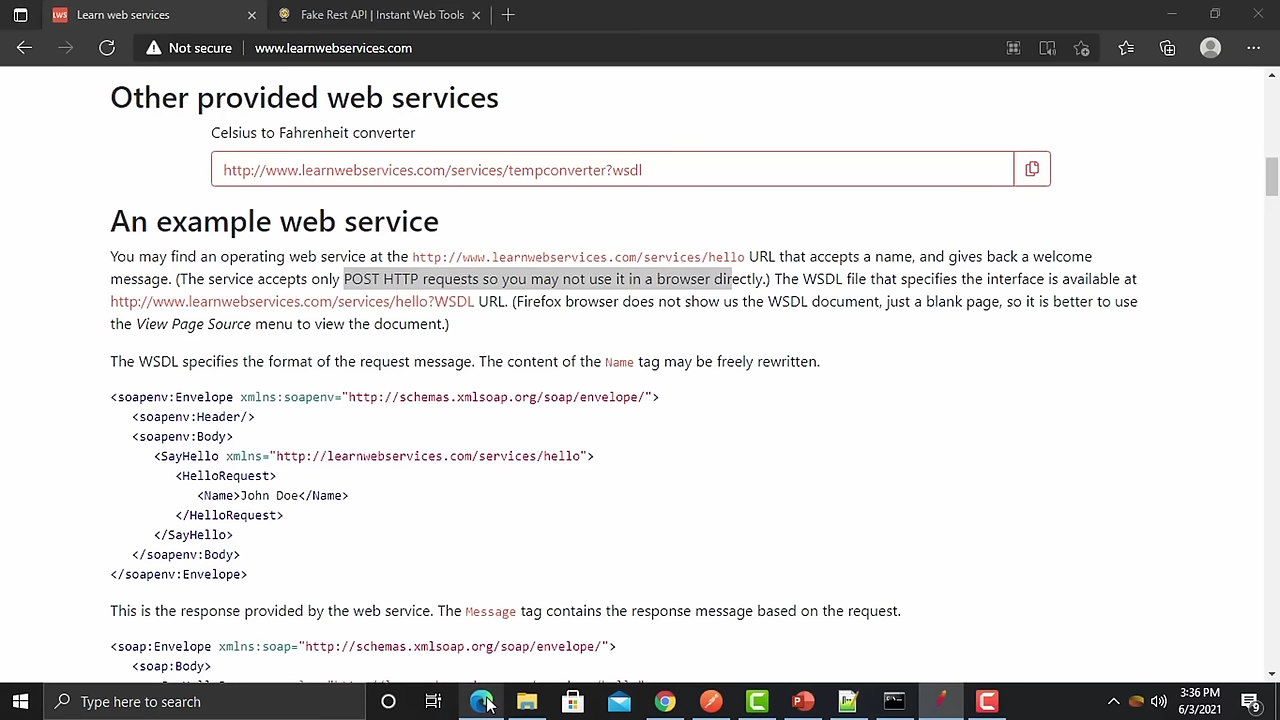 LWS Learn web services
Fake Rest API | Instant Web Tools
Not secure www.learnwebservices.com
Other provided web services
Celsius to Fahrenheit converter
http://www.learnwebservices.com/services/tempconverter?wsdl
An example web service
You may find an operating web service at the http://www.learnwebservices.com/services/hello URL that accepts a name, and gives back a welcome
message. (The service accepts only POST HTTP requests so you may not use it in a browser directly.) The WSDL file that specifies the interface is available at
http://www.learnwebservices.com/services/hello?WSDL URL. (Firefox browser does not show us the WSDL document, just a blank page, so it is better to use
the View Page Source menu to view the document.)
The WSDL specifies the format of the request message. The content of the Name tag may be freely rewritten.
<soapenv:Envelope xmlns:soapenv="http://schemas.xmlsoap.org/soap/envelope/">
<soapenv:Header/>
<soapenv:Body>
<SayHello xmlns="http://learnwebservices.com/services/hello">
<HelloRequest>
<Name>John Doe</Name>
</HelloRequest>
</SayHello>
</soapenv:Body>
</soapenv:Envelope>
This is the response provided by the web service. The Message tag contains the response message based on the request.
<soap:Envelope xmlns:soap="http://schemas.xmlsoap.org/soap/envelope/">
<soap:Body>
Type here to search
3:36 PM
6/3/2021
9